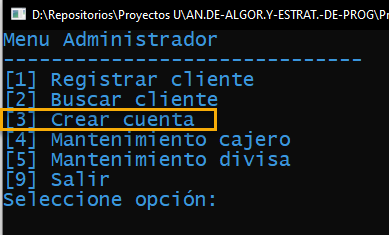 D:\Repositorios\Proyectos U\AN.DE-ALGOR.Y-ESTRAT.-DE-PROG\Pr
Menu Administrador
------------------------------
[1] Registrar cliente
[2] Buscar cliente
[3] Crear cuenta
[4] Mantenimiento cajero
[5] Mantenimiento divisa
[9] Salir
Seleccione opción: